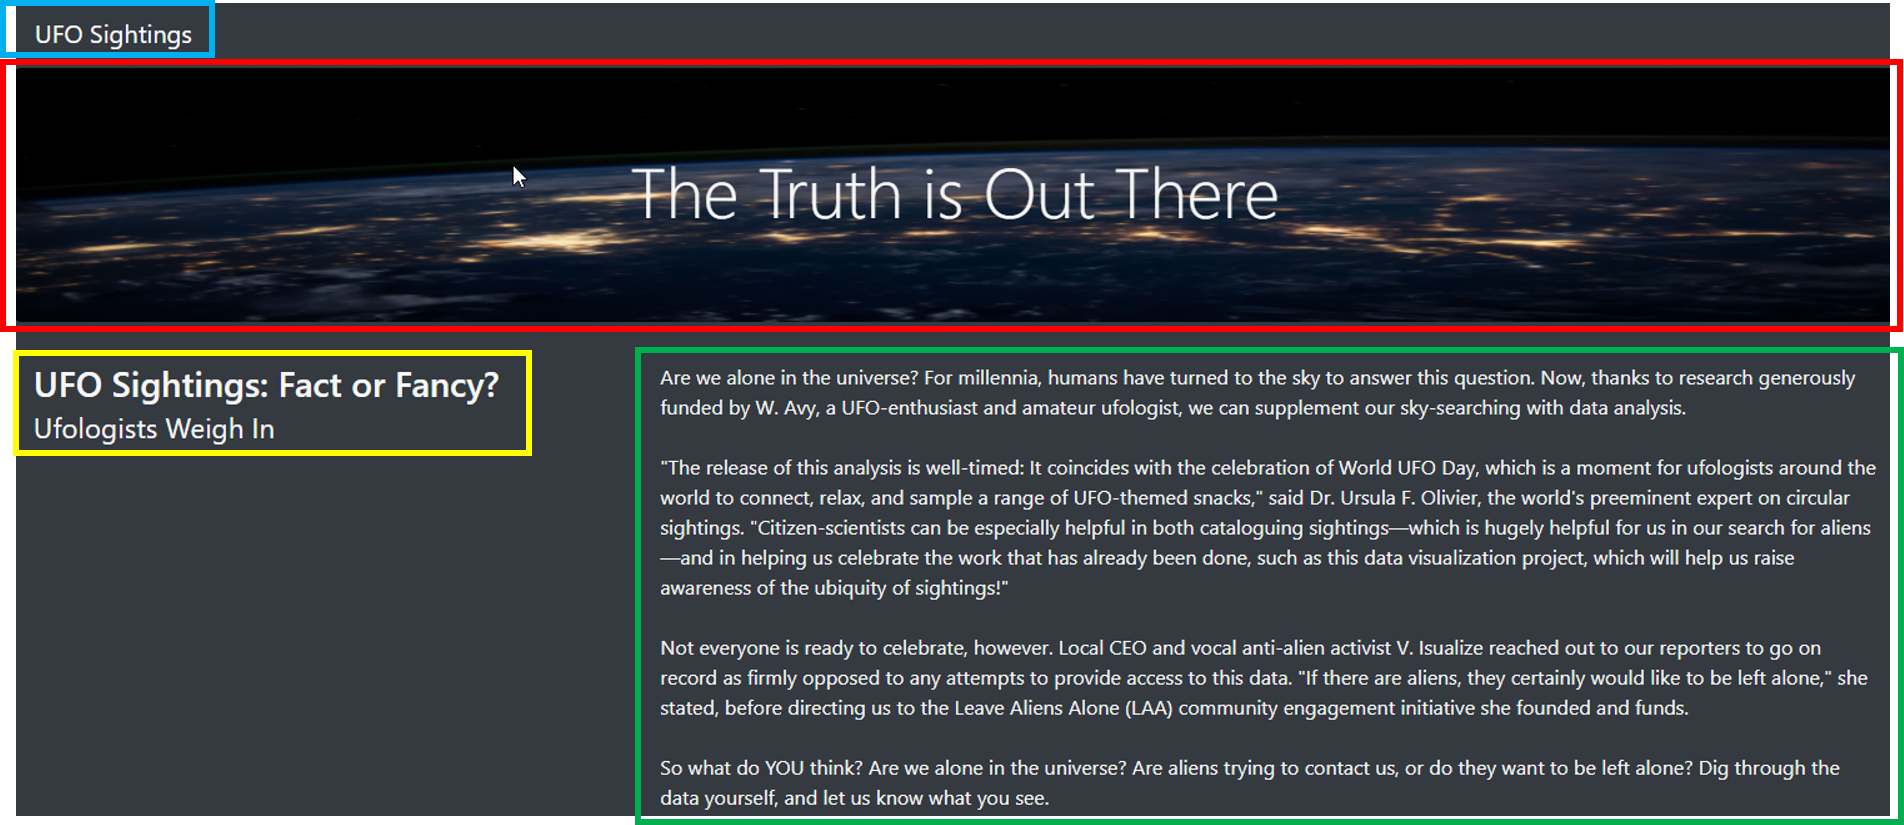 UFO Sightings
The Truth is Out There
UFO Sightings: Fact or Fancy?
Ufologists Weigh In
Are we alone in the universe? For millennia, humans have turned to the sky to answer this question. Now, thanks to research generously
funded by W. Avy, a UFO-enthusiast and amateur ufologist, we can supplement our sky-searching with data analysis.
"The release of this analysis is well-timed: It coincides with the celebration of World UFO Day, which is a moment for ufologists around the
world to connect, relax, and sample a range of UFO-themed snacks," said Dr. Ursula F. Olivier, the world's preeminent expert on circular
sightings. "Citizen-scientists can be especially helpful in both cataloguing sightings—which is hugely helpful for us in our search for aliens
—and in helping us celebrate the work that has already been done, such as this data visualization project, which will help us raise
awareness of the ubiquity of sightings!"
Not everyone is ready to celebrate, however. Local CEO and vocal anti-alien activist V. Isualize reached out to our reporters to go on
record as firmly opposed to any attempts to provide access to this data. "If there are aliens, they certainly would like to be left alone," she
stated, before directing us to the Leave Aliens Alone (LAA) community engagement initiative she founded and funds.
So what do YOU think? Are we alone in the universe? Are aliens trying to contact us, or do they want to be left alone? Dig through the
data yourself, and let us know what you see.